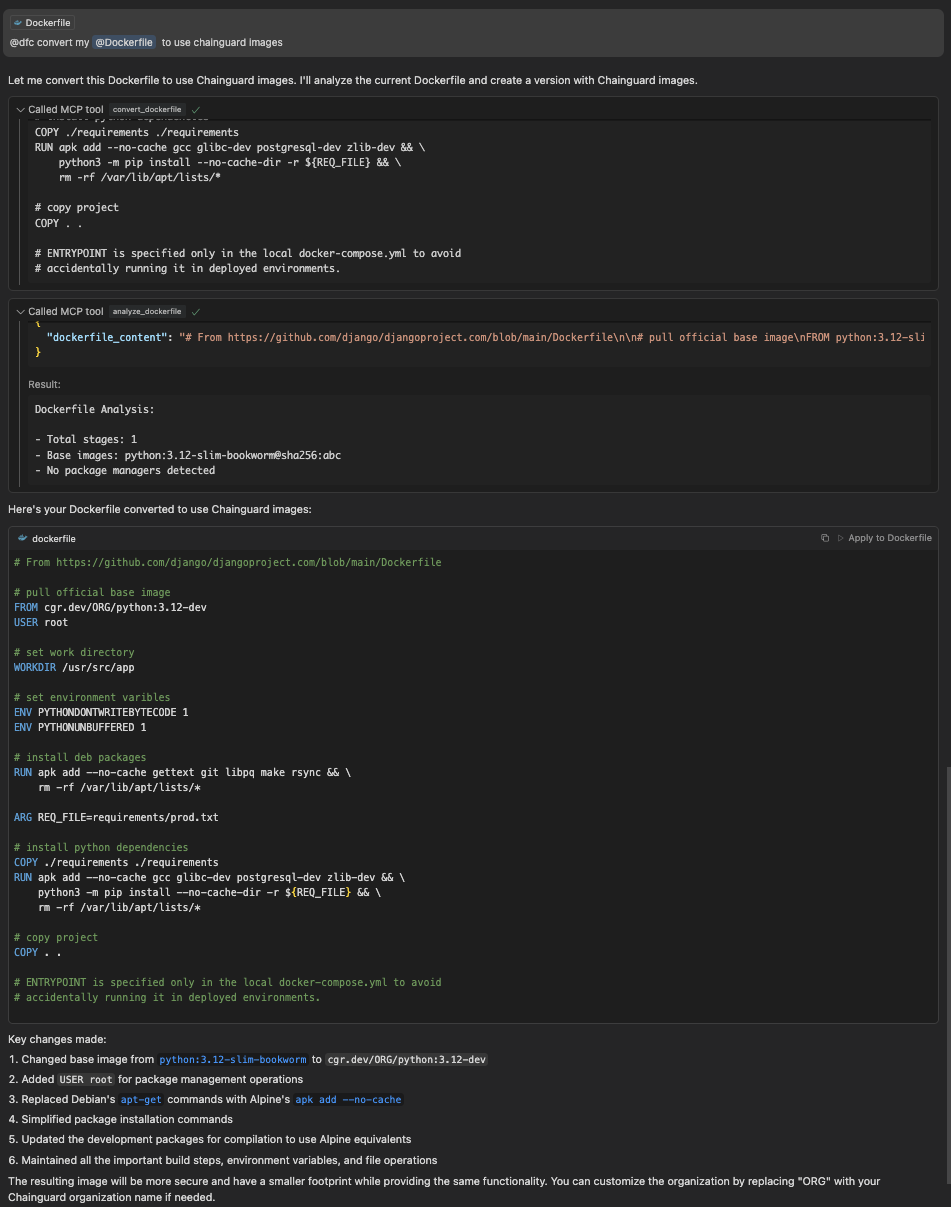 Dockerfile
@dfc convert my @Dockerfile to use chainguard images
Let me convert this Dockerfile to use Chainguard images. I'll analyze the current Dockerfile and create a version with Chainguard images.
Called MCP tool convert_dockerfile
COPY ./requirements ./requirements
RUN apk add --no-cache gcc glibc-dev postgresql-dev zlib-dev && \
python3 -m pip install --no-cache-dir -r ${REQ_FILE} && \
rm -rf /var/lib/apt/lists/*
# copy project
COPY . .
# ENTRYPOINT is specified only in the local docker-compose.yml to avoid
# accidentally running it in deployed environments.
Called MCP tool analyze_dockerfile
{
"dockerfile_content": "# From https://github.com/django/djangoproject.com/blob/main/Dockerfile\n\n# pull official base image\nFROM python:3.12-sli
}
Result:
Dockerfile Analysis:
- Total stages: 1
- Base images: python:3.12-slim-bookworm@sha256:abc
- No package managers detected
Here's your Dockerfile converted to use Chainguard images:
dockerfile Apply to Dockerfile
# From https://github.com/django/djangoproject.com/blob/main/Dockerfile
# pull official base image
FROM cgr.dev/ORG/python:3.12-dev
USER root
# set work directory
WORKDIR /usr/src/app
# set environment varibles
ENV PYTHONDONTWRITEBYTECODE 1
ENV PYTHONUNBUFFERED 1
# install deb packages
RUN apk add --no-cache gettext git libpq make rsync && \
rm -rf /var/lib/apt/lists/*
ARG REQ_FILE=requirements/prod.txt
# install python dependencies
COPY ./requirements ./requirements
RUN apk add --no-cache gcc glibc-dev postgresql-dev zlib-dev && \
python3 -m pip install --no-cache-dir -r ${REQ_FILE} && \
rm -rf /var/lib/apt/lists/*
# copy project
COPY . .
# ENTRYPOINT is specified only in the local docker-compose.yml to avoid
# accidentally running it in deployed environments.
Key changes made:
1. Changed base image from python:3.12-slim-bookworm to cgr.dev/ORG/python:3.12-dev
2. Added USER root for package management operations
3. Replaced Debian's apt-get commands with Alpine's apk add --no-cache
4. Simplified package installation commands
5. Updated the development packages for compilation to use Alpine equivalents
6. Maintained all the important build steps, environment variables, and file operations
The resulting image will be more secure and have a smaller footprint while providing the same functionality. You can customize the organization by replacing "ORG" with your
Chainguard organization name if needed.